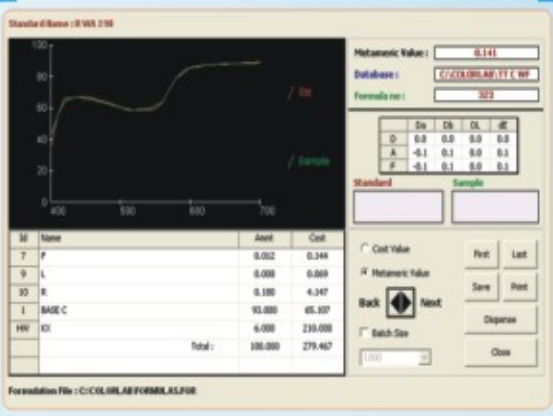 Standard Name : R WA 298
100
80
60
40
20
0
400 500 600 700
/ Std
/ Sample
Metameric Value : 0.141
Database : C:\COLORLAB\TT C WF
Formula no : 323
Da Db DL dE
D 0.0 0.0 0.0 0.0
A -0.1 0.1 0.0 0.1
F -0.1 0.1 0.0 0.1
Standard Sample
Id Name Amnt Cost
7 F 0.012 0.144
9 L 0.008 0.069
10 R 0.180 4.147
1 BASE C 93.800 65.107
HW XX 6.000 210.000
Total : 100.000 279.467
Cost Value
Metameric Value
Back Next
Batch Size
1000
First Last
Save Print
Dispense
Close
Formulation File : C:\COLORLAB\FORMULAS.FOR